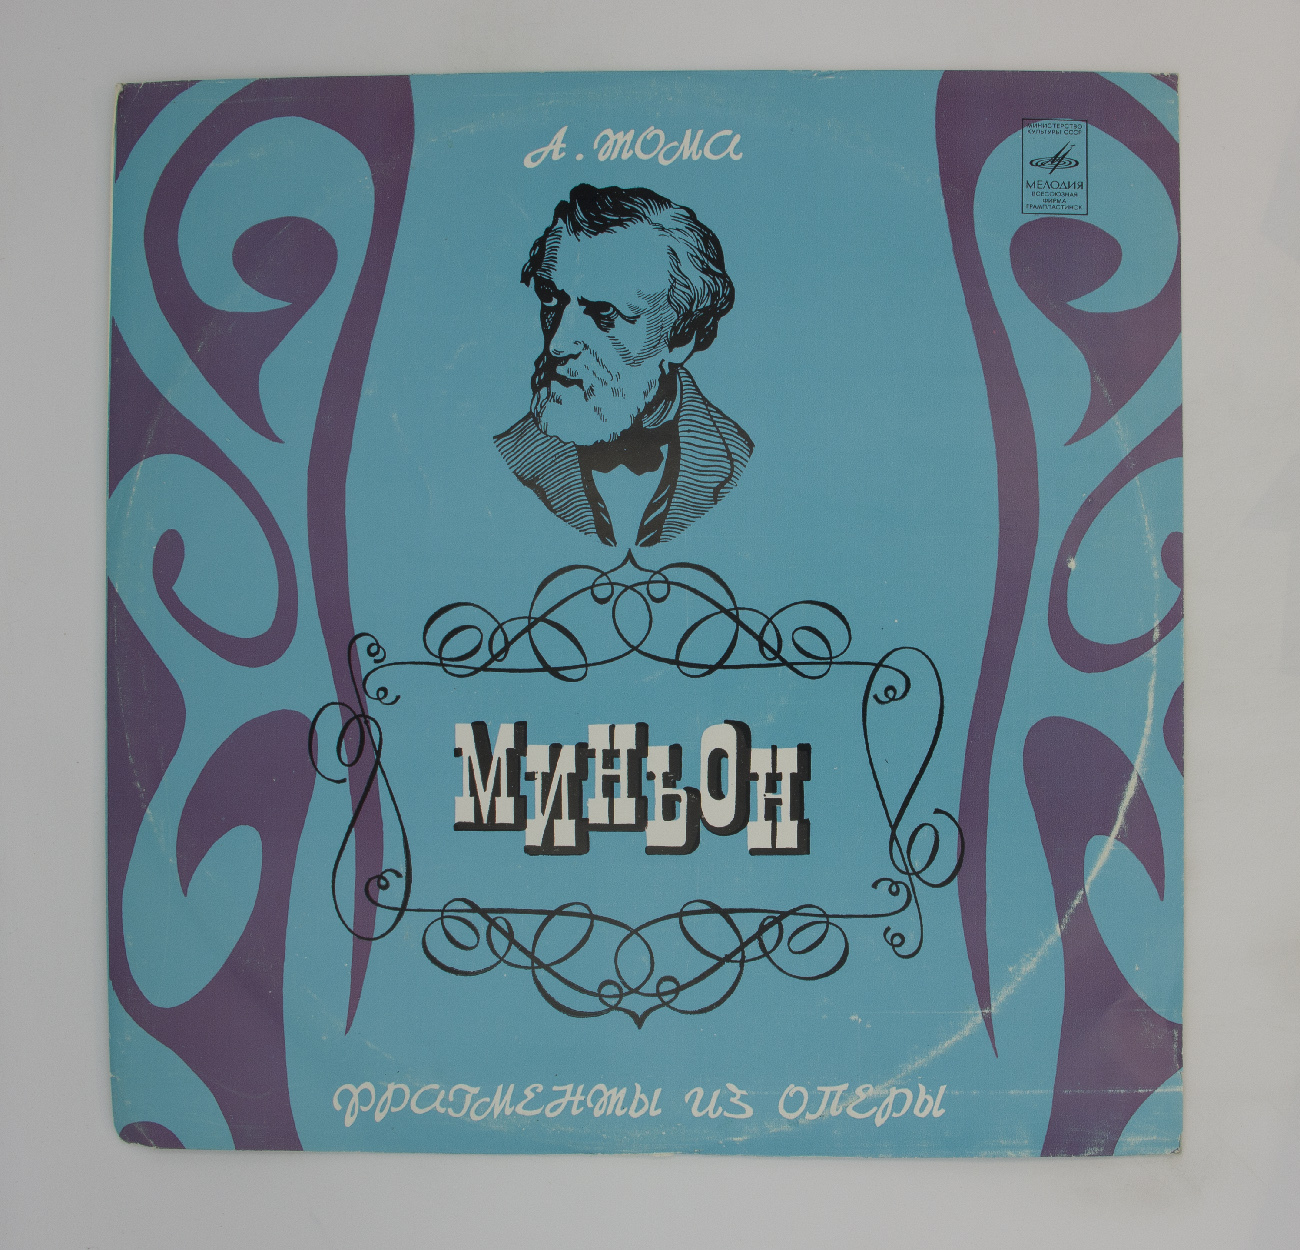 А. Тома
МИНИСТЕРСТВО
КУЛЬТУРЫ СССР
МЕЛОДИЯ
ВСЕСОЮЗНАЯ
ФИРМА
ГРАМПЛАСТИНОК
МИНЬОН
Фрагменты из оперы